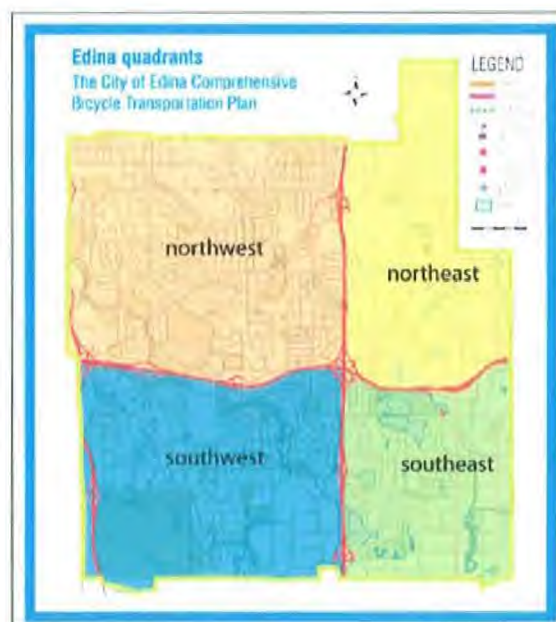 Edina quadrants
The City of Edina Comprehensive
Bicycle Transportation Plan
LEGEND
northwest
northeast
southwest
southeast